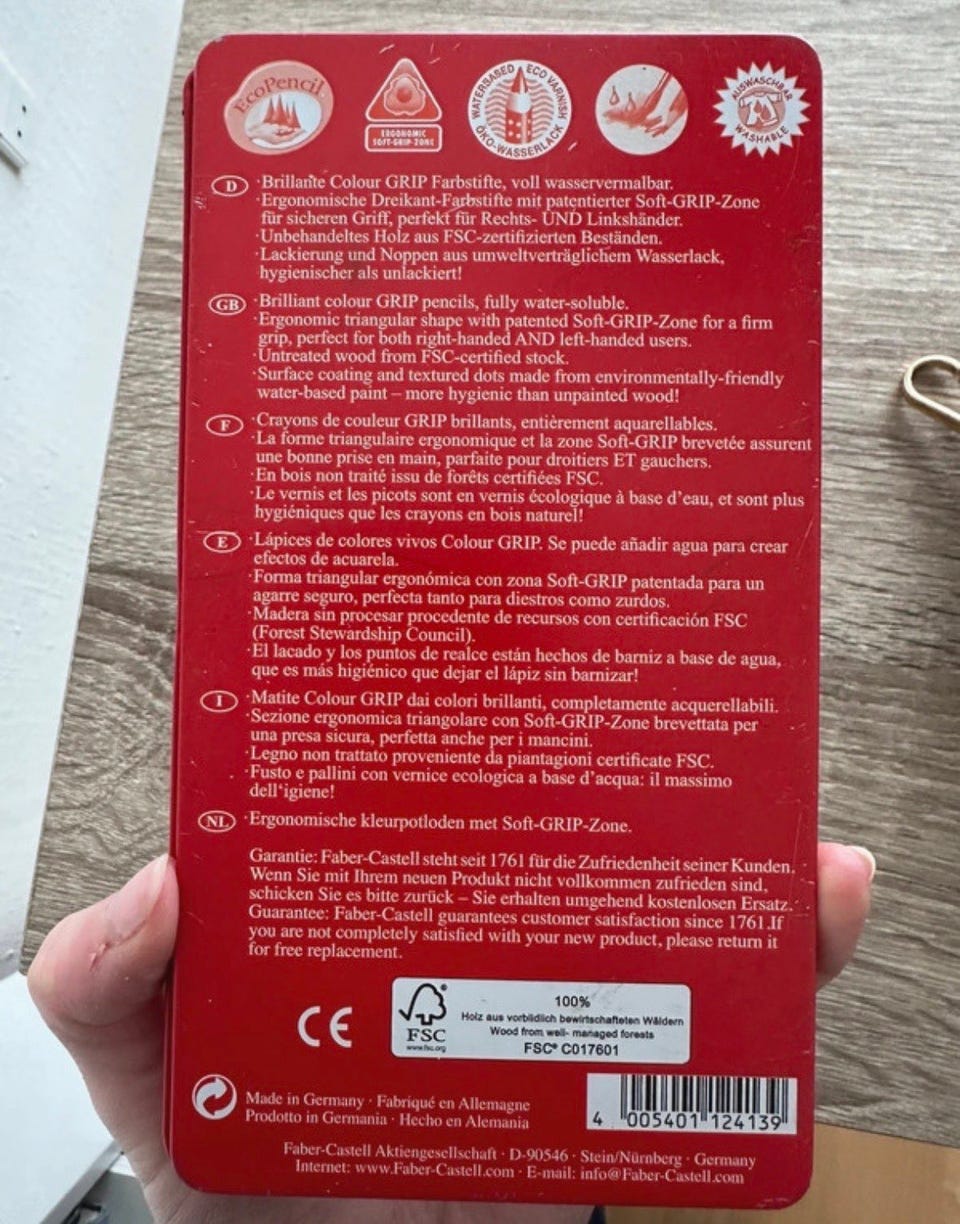 EcoPencil
ERGONOMIC
SOFT-GRIP-ZONE
WATERBASED ECO VARNISH
ÖKO-WASSERLACK
AUSWASCHBAR
WASHABLE
D ·Brillante Colour GRIP Farbstifte, voll wasservermalbar.
·Ergonomische Dreikant-Farbstifte mit patentierter Soft-GRIP-Zone
für sicheren Griff, perfekt für Rechts- UND Linkshänder.
·Unbehandeltes Holz aus FSC-zertifizierten Beständen.
·Lackierung und Noppen aus umweltverträglichem Wasserlack,
hygienischer als unlackiert!
GB ·Brilliant colour GRIP pencils, fully water-soluble.
·Ergonomic triangular shape with patented Soft-GRIP-Zone for a firm
grip, perfect for both right-handed AND left-handed users.
·Untreated wood from FSC-certified stock.
·Surface coating and textured dots made from environmentally-friendly
water-based paint – more hygienic than unpainted wood!
F ·Crayons de couleur GRIP brillants, entièrement aquarellables.
·La forme triangulaire ergonomique et la zone Soft-GRIP brevetée assurent
une bonne prise en main, parfaite pour droitiers ET gauchers.
·En bois non traité issu de forêts certifiées FSC.
·Le vernis et les picots sont en vernis écologique à base d’eau, et sont plus
hygiéniques que les crayons en bois naturel!
E ·Lápices de colores vivos Colour GRIP. Se puede añadir agua para crear
efectos de acuarela.
·Forma triangular ergonómica con zona Soft-GRIP patentada para un
agarre seguro, perfecta tanto para diestros como zurdos.
·Madera sin procesar procedente de recursos con certificación FSC
(Forest Stewardship Council).
·El lacado y los puntos de realce están hechos de barniz a base de agua,
que es más higiénico que dejar el lápiz sin barnizar!
I ·Matite Colour GRIP dai colori brillanti, completamente acquerellabili.
·Sezione ergonomica triangolare con Soft-GRIP-Zone brevettata per
una presa sicura, perfetta anche per i mancini.
·Legno non trattato proveniente da piantagioni certificate FSC.
·Fusto e pallini con vernice ecologica a base d’acqua: il massimo
dell‘igiene!
NL ·Ergonomische kleurpotloden met Soft-GRIP-Zone.
Garantie: Faber-Castell steht seit 1761 für die Zufriedenheit seiner Kunden.
Wenn Sie mit Ihrem neuen Produkt nicht vollkommen zufrieden sind,
schicken Sie es bitte zurück – Sie erhalten umgehend kostenlosen Ersatz.
Guarantee: Faber-Castell guarantees customer satisfaction since 1761.If
you are not completely satisfied with your new product, please return it
for free replacement.
CE
FSC
www.fsc.org
100%
Holz aus vorbildlich bewirtschafteten Wäldern
Wood from well- managed forests
FSC® C017601
Made in Germany · Fabriqué en Allemagne
Prodotto in Germania · Hecho en Alemania
4 005401 124139
Faber-Castell Aktiengesellschaft · D-90546 · Stein/Nürnberg · Germany
Internet: www.Faber-Castell.com · E-mail: info@Faber-Castell.com